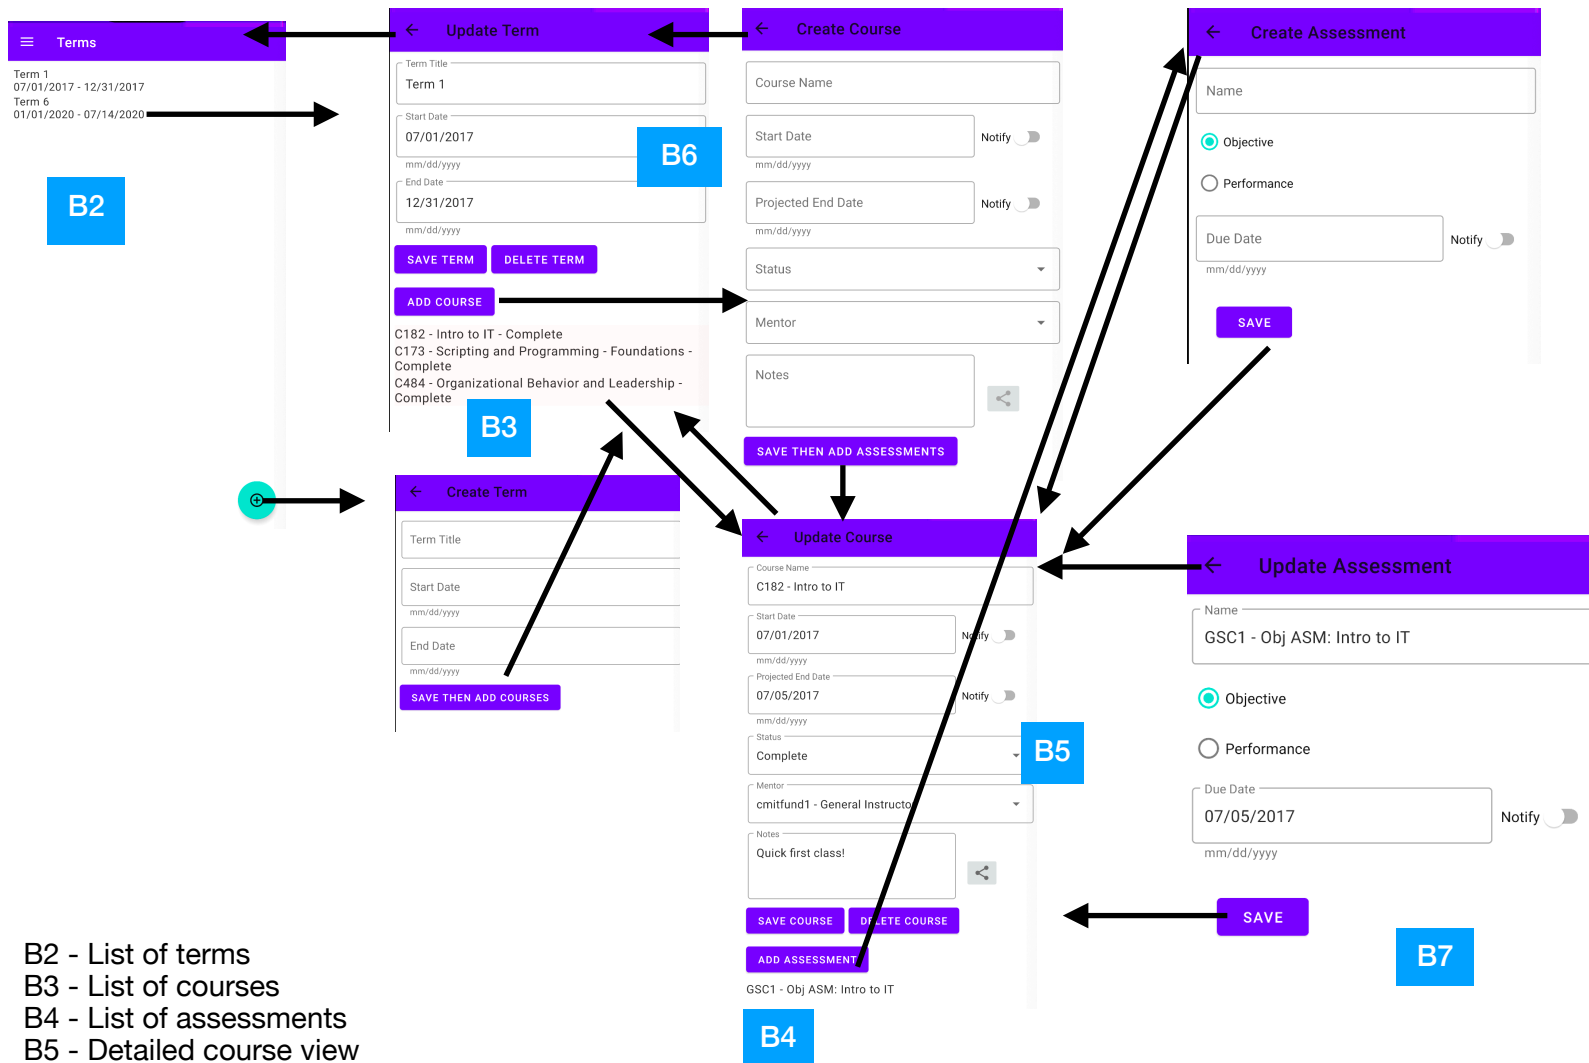 Terms
Term 1
07/01/2017 - 12/31/2017
Term 6
01/01/2020 - 07/14/2020
B2
Update Term
Term Title
Term 1
Start Date
07/01/2017
mm/dd/yyyy
End Date
12/31/2017
mm/dd/yyyy
SAVE TERM
DELETE TERM
ADD COURSE
C182 - Intro to IT - Complete
C173 - Scripting and Programming - Foundations -
Complete
C484 - Organizational Behavior and Leadership -
Complete
B6
B3
Create Term
Term Title
Start Date
mm/dd/yyyy
End Date
mm/dd/yyyy
SAVE THEN ADD COURSES
Create Course
Course Name
Start Date
Notify
mm/dd/yyyy
Projected End Date
Notify
mm/dd/yyyy
Status
Mentor
Notes
SAVE THEN ADD ASSESSMENTS
Update Course
Course Name
C182 - Intro to IT
Start Date
07/01/2017
Notify
mm/dd/yyyy
Projected End Date
07/05/2017
Notify
mm/dd/yyyy
Status
Complete
B5
Mentor
cmitfund1 - General Instructo
Notes
Quick first class!
SAVE COURSE
DELETE COURSE
ADD ASSESSMENT
GSC1 - Obj ASM: Intro to IT
B4
Create Assessment
Name
Objective
Performance
Due Date
Notify
mm/dd/yyyy
SAVE
Update Assessment
Name
GSC1 - Obj ASM: Intro to IT
Objective
Performance
Due Date
07/05/2017
Notify
mm/dd/yyyy
SAVE
B7
B2 - List of terms
B3 - List of courses
B4 - List of assessments
B5 - Detailed course view